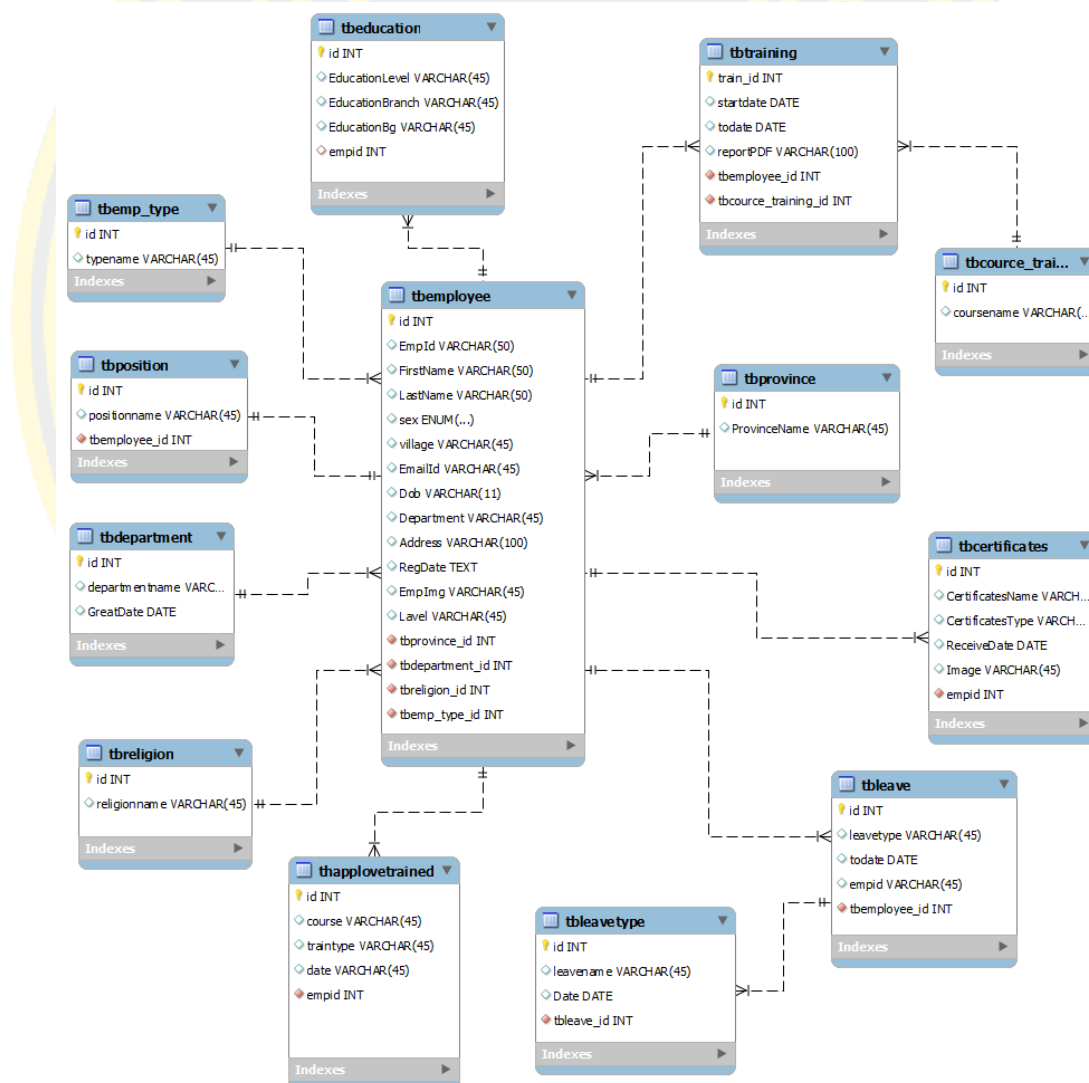 tbeducation
id INT
EducationLevel VARCHAR(45)
EducationBranch VARCHAR(45)
EducationBg VARCHAR(45)
empid INT
Indexes
tbtraining
train_id INT
startdate DATE
todate DATE
reportPDF VARCHAR(100)
tbemployee_id INT
tbcource_training_id INT
Indexes
tbemp_type
id INT
typename VARCHAR(45)
Indexes
tbcource_trai...
id INT
coursename VARCHAR(...
Indexes
tbemployee
id INT
EmpId VARCHAR(50)
FirstName VARCHAR(50)
LastName VARCHAR(50)
sex ENUM(...)
village VARCHAR(45)
EmailId VARCHAR(45)
Dob VARCHAR(11)
Department VARCHAR(45)
Address VARCHAR(100)
RegDate TEXT
EmpImg VARCHAR(45)
Lavel VARCHAR(45)
tbprovince_id INT
tbdepartment_id INT
tbreligion_id INT
tbemp_type_id INT
Indexes
tbposition
id INT
positionname VARCHAR(45)
tbemployee_id INT
Indexes
tbprovince
id INT
ProvinceName VARCHAR(45)
Indexes
tbdepartment
id INT
departmentname VARC...
GreatDate DATE
Indexes
tbcertificates
id INT
CertificatesName VARCH...
CertificatesType VARCH...
ReceiveDate DATE
Image VARCHAR(45)
empid INT
Indexes
tbreligion
id INT
religionname VARCHAR(45)
Indexes
tbleave
id INT
leavetype VARCHAR(45)
todate DATE
empid VARCHAR(45)
tbemployee_id INT
Indexes
thapplovetrained
id INT
course VARCHAR(45)
traintype VARCHAR(45)
date VARCHAR(45)
empid INT
Indexes
tbleavetype
id INT
leavename VARCHAR(45)
Date DATE
tbleave_id INT
Indexes